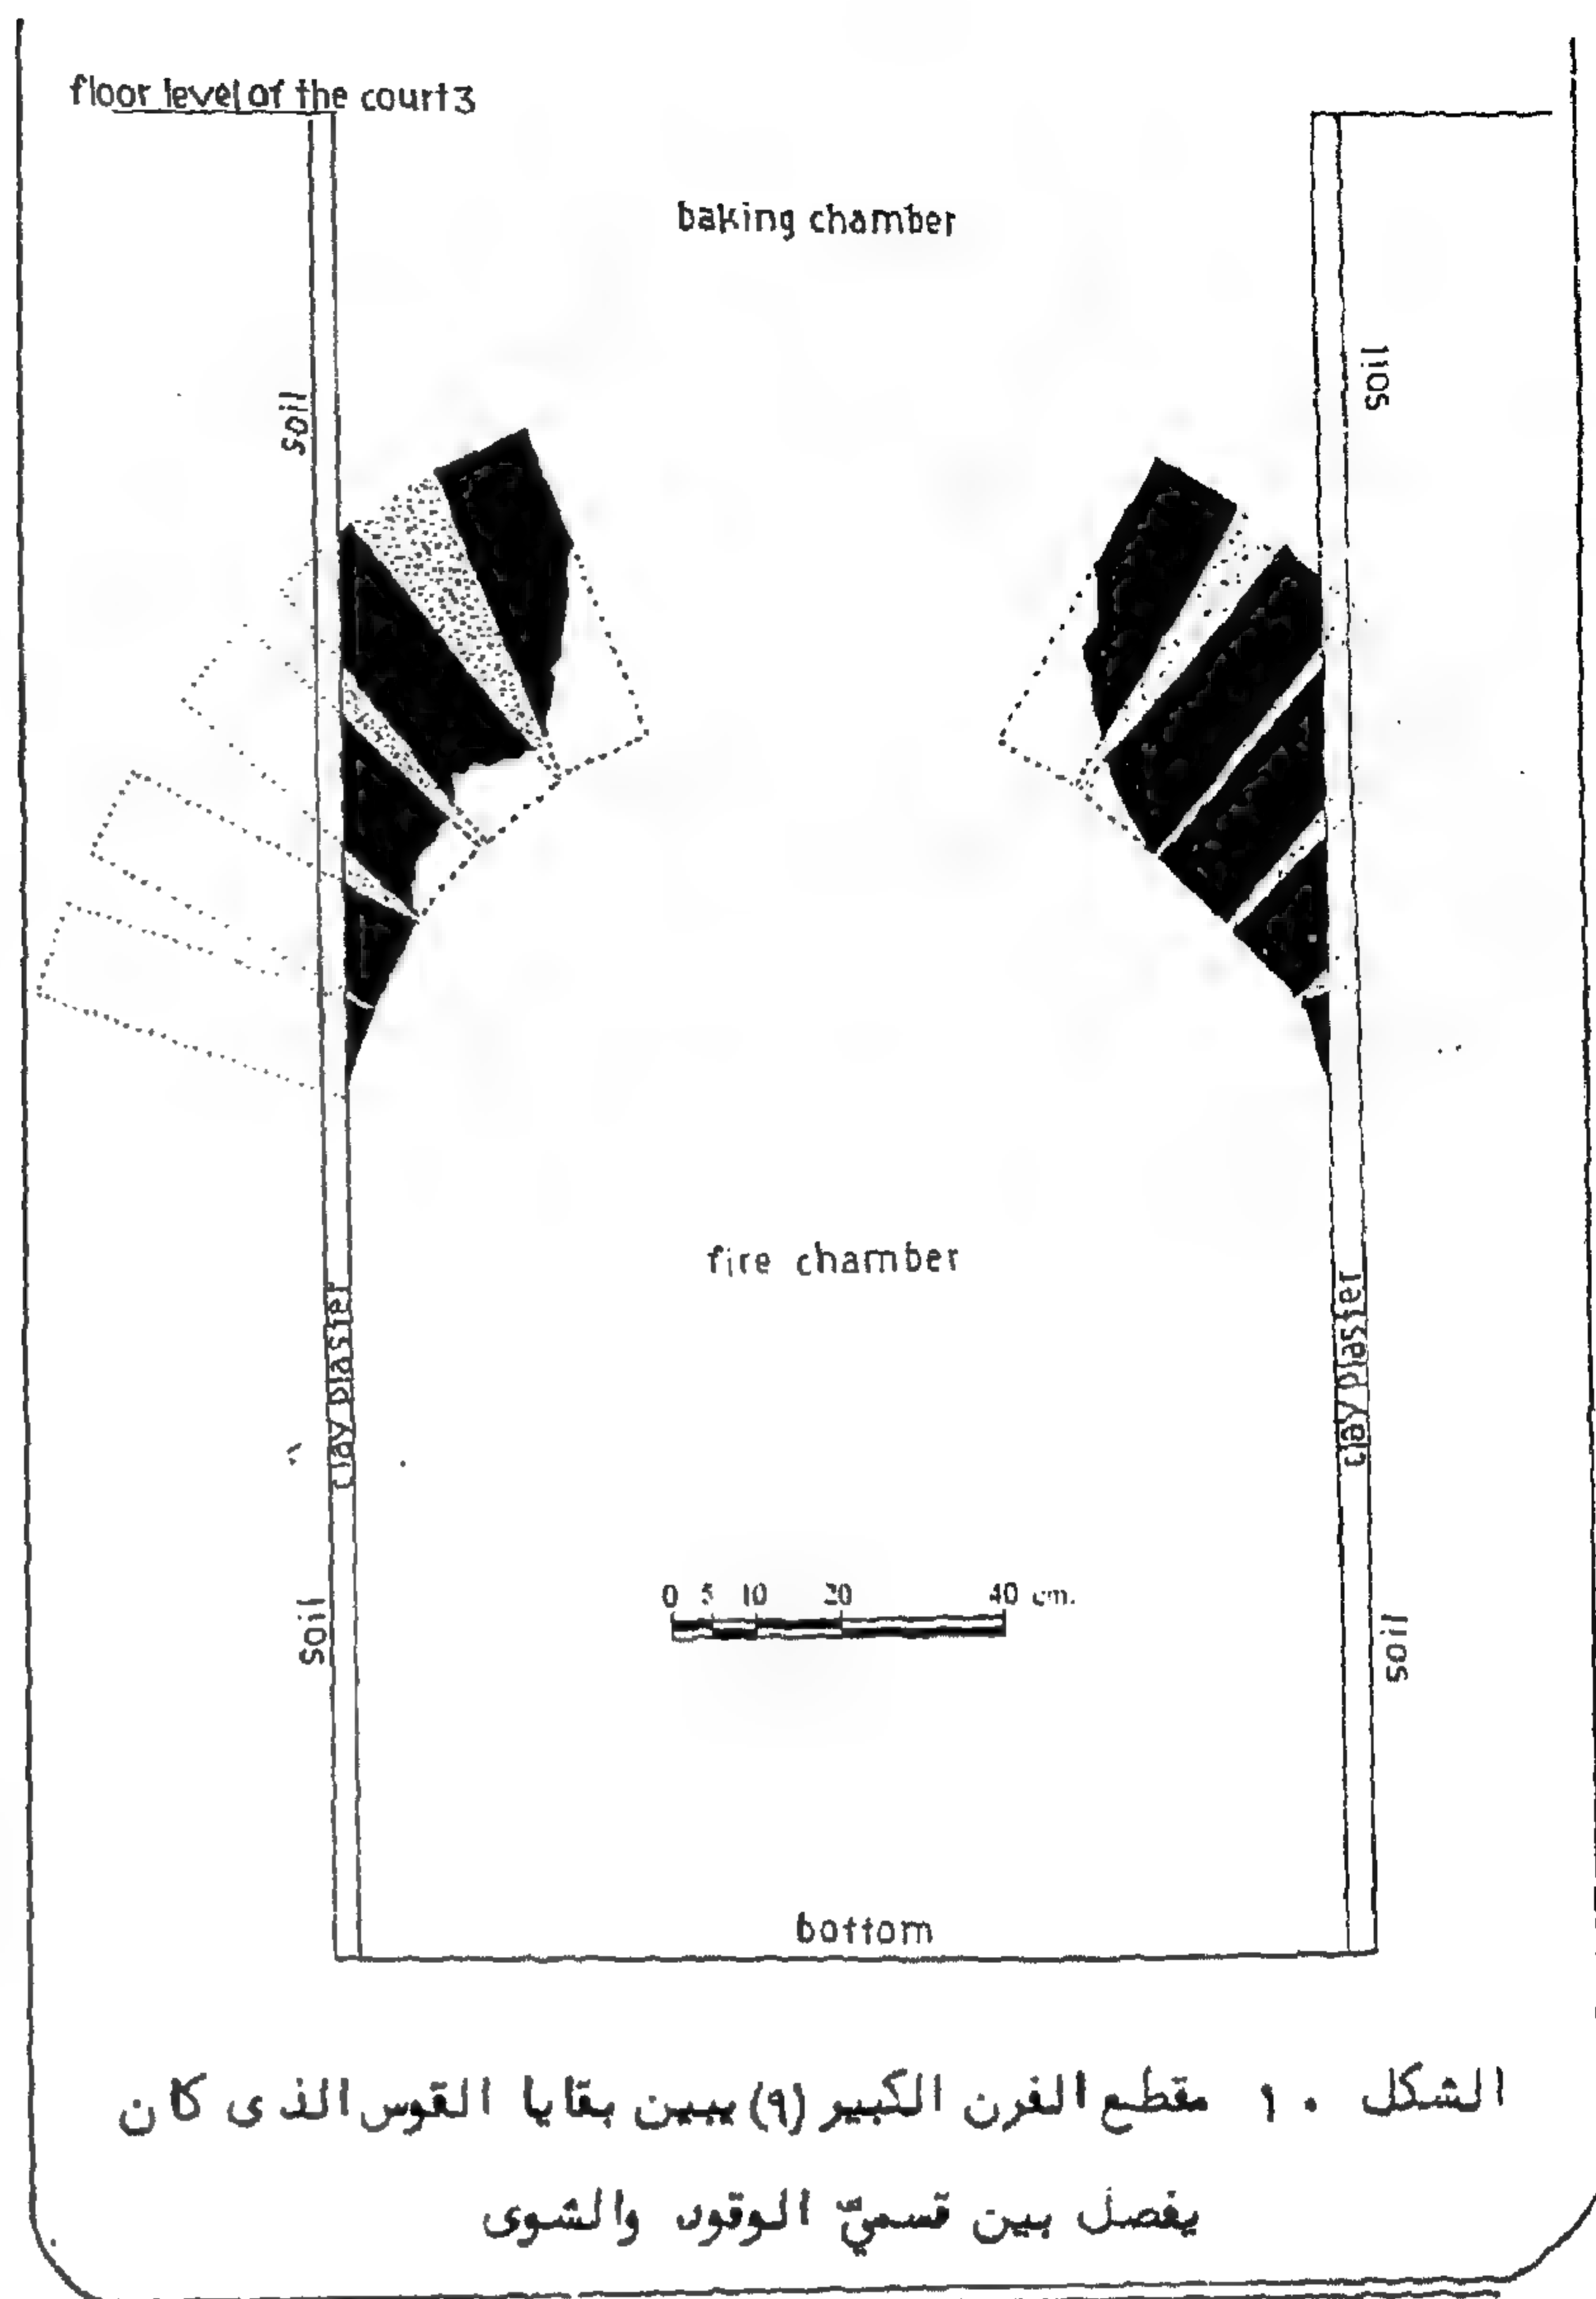 floor level of the court 3
baking chamber
soil
soil
fire chamber
clay plaster
clay plaster
0 5 10 20 40 cm.
soil
soil
bottom
الشكل ١٠ مقطع الفرن الكبير (٩) يبين بقايا القوس الذى كان
يفصل بين قسميّ الوقود والشوى